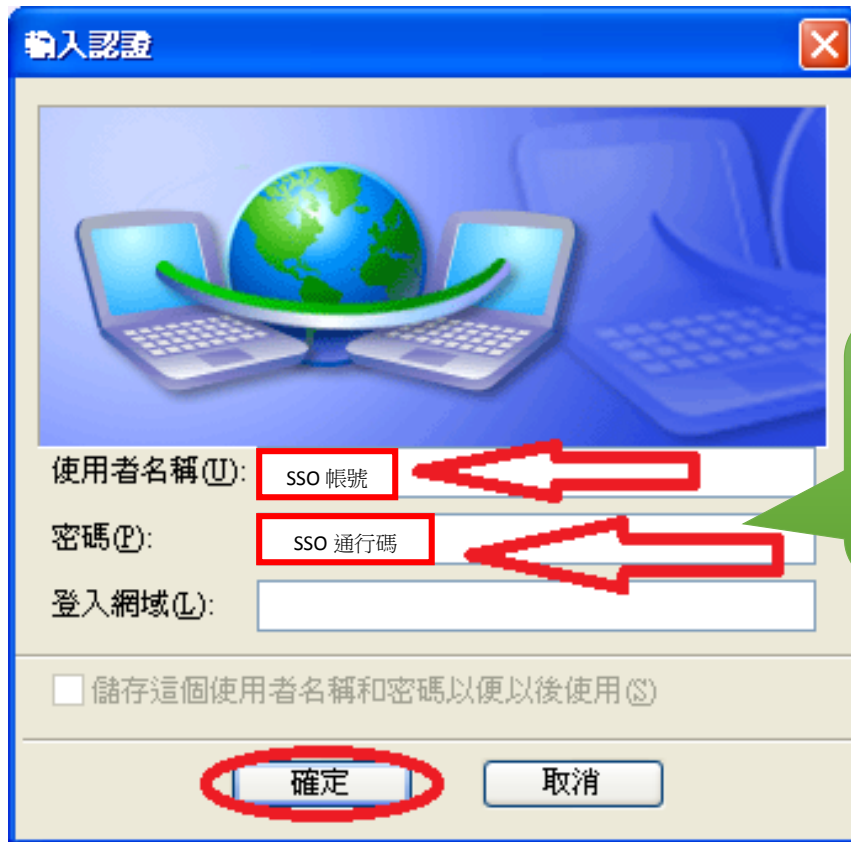 輸入認證
使用者名稱(U): SSO 帳號
密碼(P): SSO 通行碼
登入網域(L):
儲存這個使用者名稱和密碼以便以後使用(S)
確定 取消